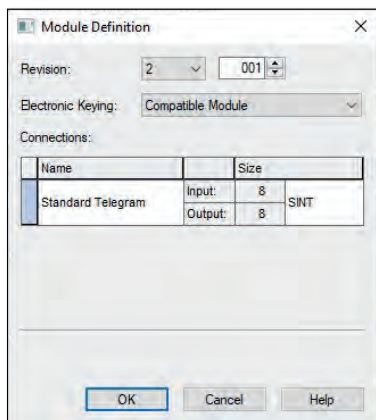 Module Definition
Revision: 2 001
Electronic Keying: Compatible Module
Connections:
Name Size
Standard Telegram Input: 8 SINT
Output: 8
OK Cancel Help